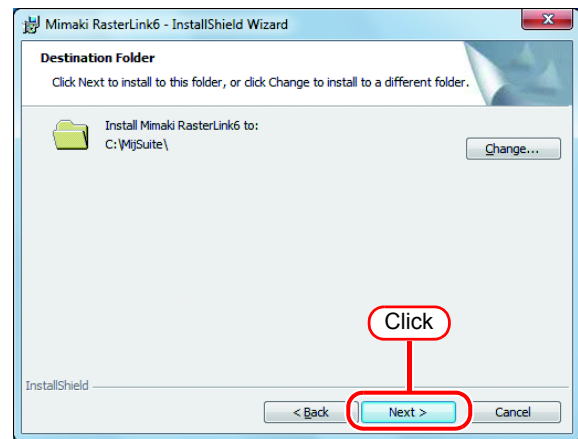 Mimaki RasterLink6 - InstallShield Wizard
Destination Folder
Click Next to install to this folder, or click Change to install to a different folder.
Install Mimaki RasterLink6 to:
C:\MijSuite\
Change...
Click
InstallShield
< Back
Next >
Cancel